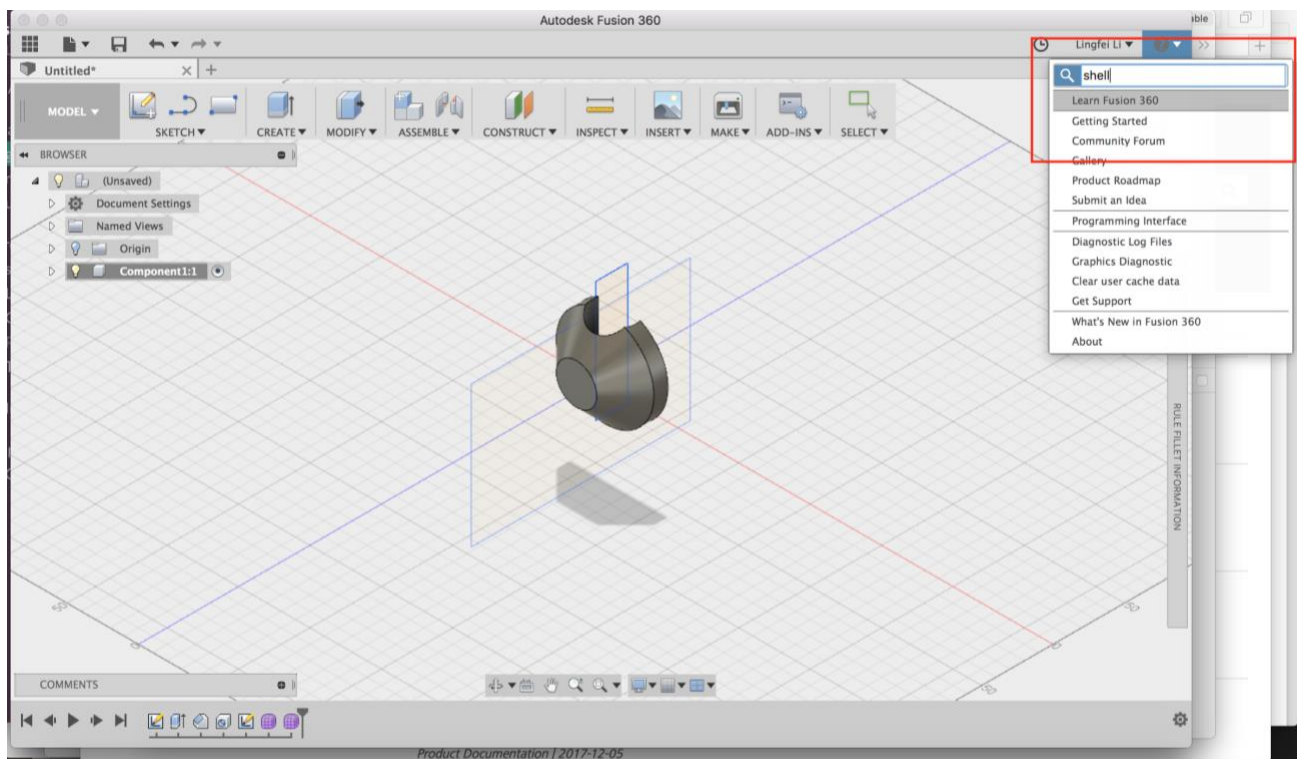 Autodesk Fusion 360
Lingfei Li
Untitled*
shell
MODEL
SKETCH
CREATE
MODIFY
ASSEMBLE
CONSTRUCT
INSPECT
INSERT
MAKE
ADD-INS
SELECT
Learn Fusion 360
Getting Started
Community Forum
Gallery
Product Roadmap
Submit an Idea
Programming Interface
Diagnostic Log Files
Graphics Diagnostic
Clear user cache data
Get Support
What's New in Fusion 360
About
BROWSER
(Unsaved)
Document Settings
Named Views
Origin
Component1:1
RULE FILLET INFORMATION
COMMENTS
Product Documentation | 2017-12-05